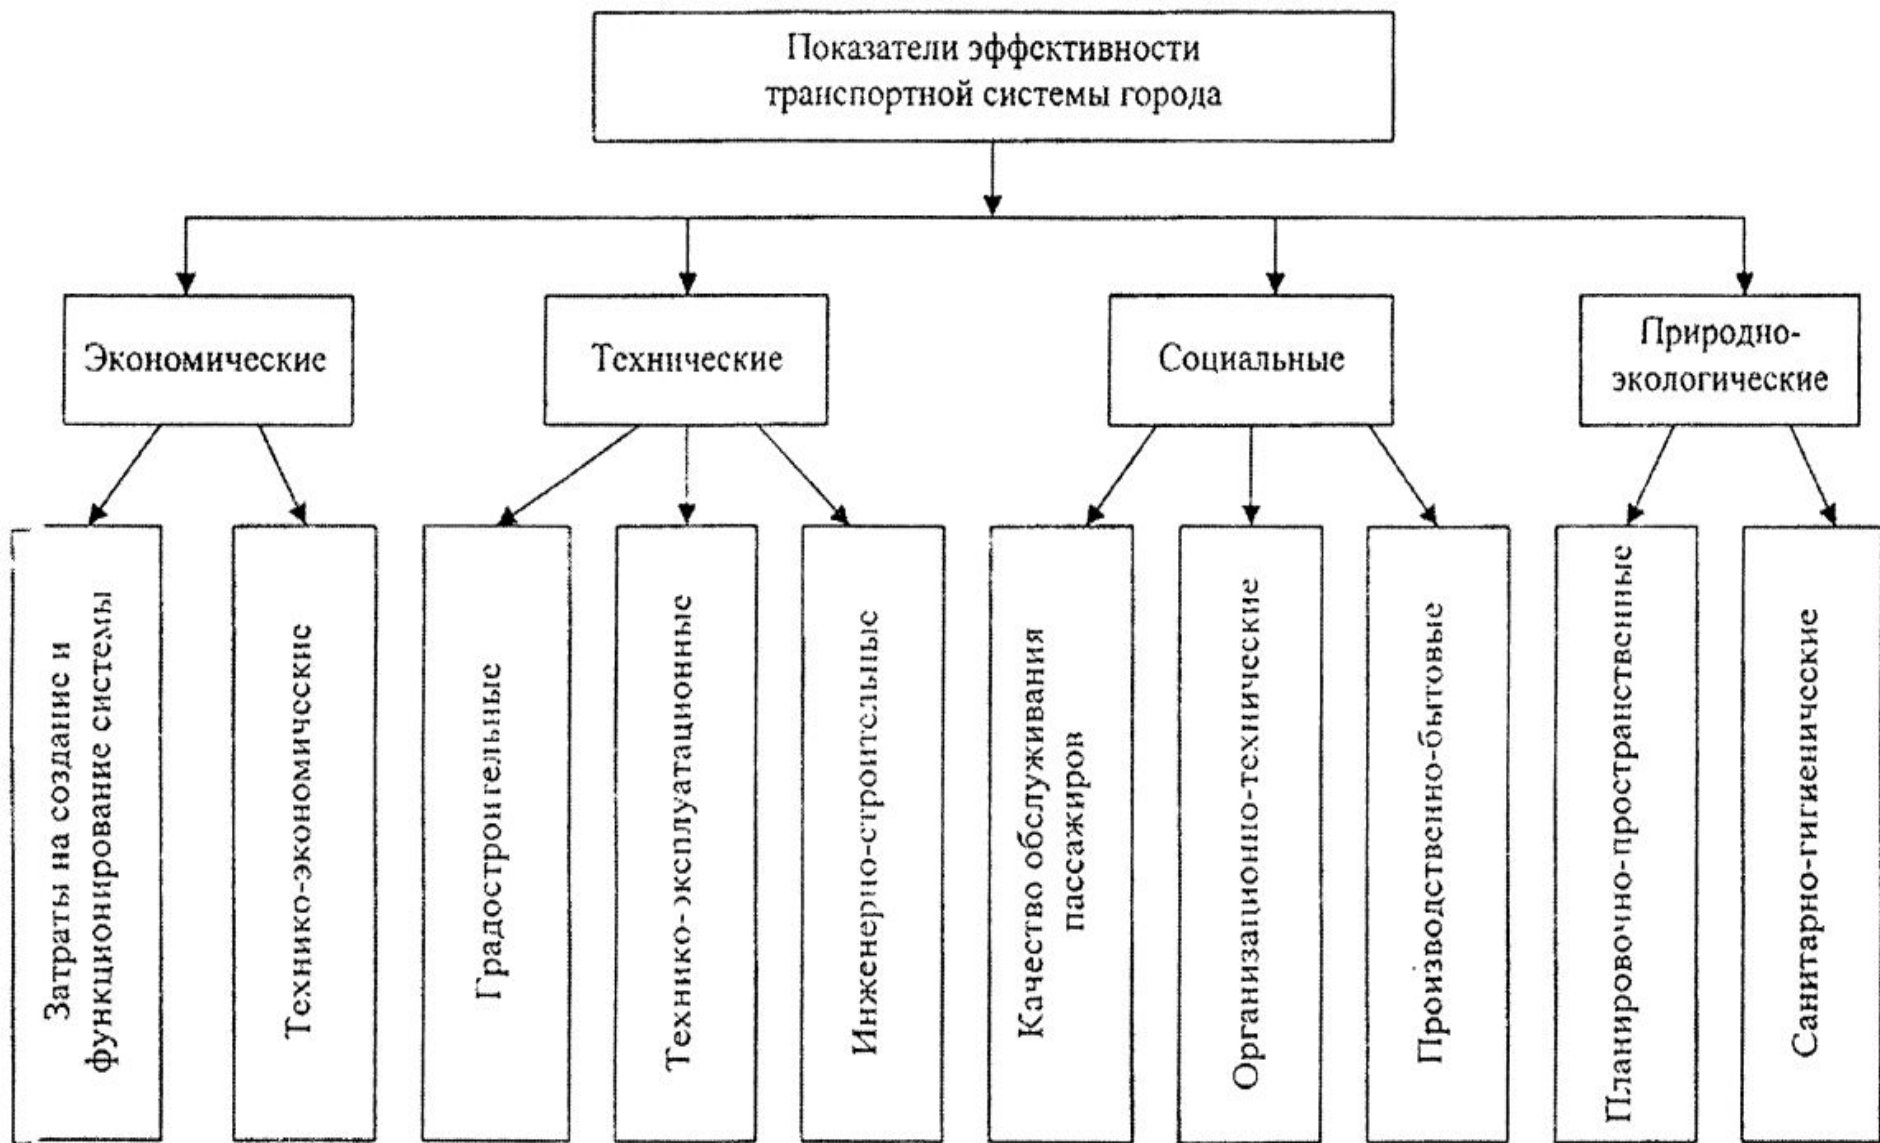 Показатели эффективности
транспортной системы города
Экономические
Технические
Социальные
Природно-
экологические
Затраты на создание и
функционирование системы
Технико-экономические
Градостроительные
Технико-эксплуатационные
Инженерно-строительные
Качество обслуживания
пассажиров
Организационно-технические
Производственно-бытовые
Планировочно-пространственные
Санитарно-гигиенические